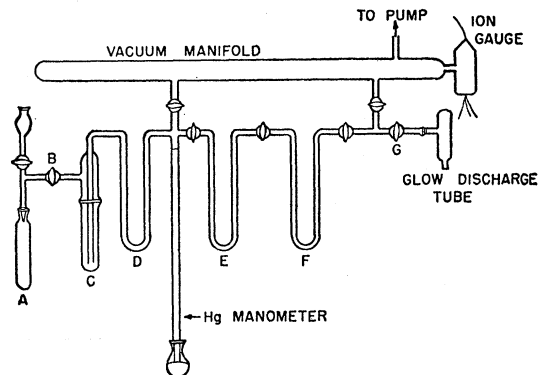 TO PUMP
ION
GAUGE
VACUUM MANIFOLD
B
G
GLOW DISCHARGE
TUBE
A
C
D
E
F
Hg MANOMETER